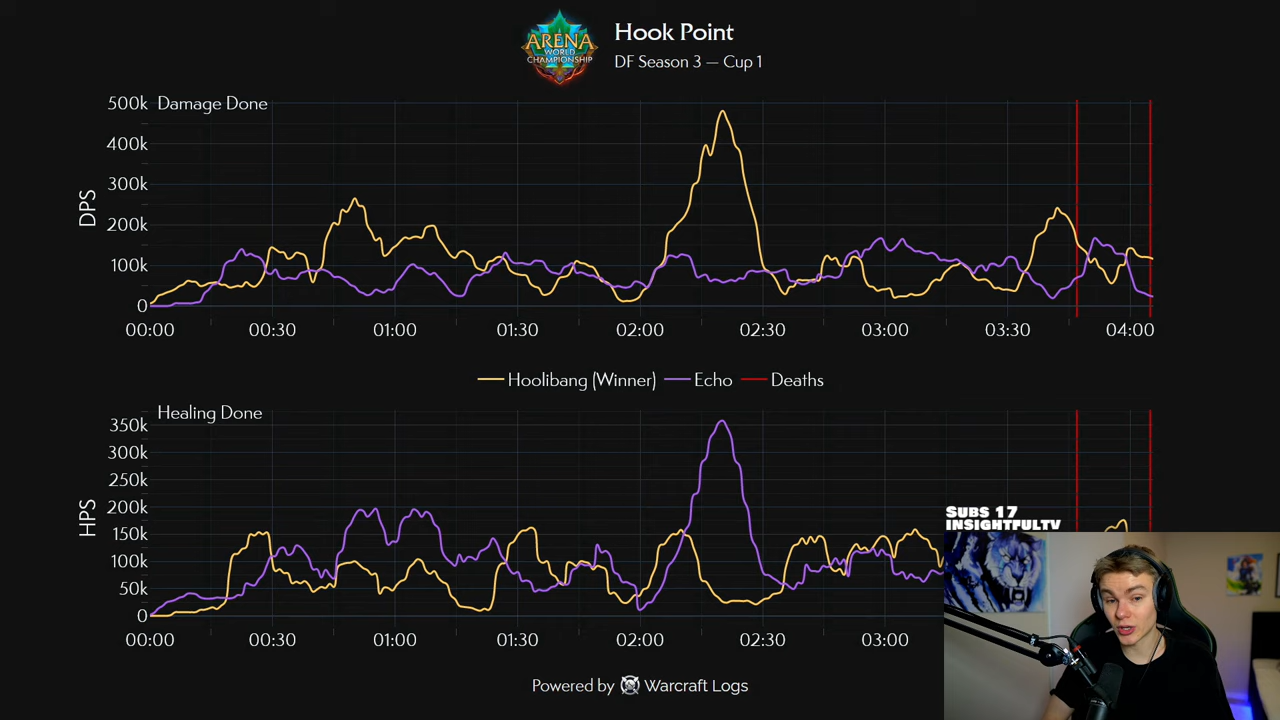 ARENA
WORLD
CHAMPIONSHIP
Hook Point
DF Season 3 — Cup 1
Damage Done
DPS
500k
400k
300k
200k
100k
0
00:00 00:30 01:00 01:30 02:00 02:30 03:00 03:30 04:00
Hoolibang (Winner) Echo Deaths
Healing Done
HPS
350k
300k
250k
200k
150k
100k
50k
0
00:00 00:30 01:00 01:30 02:00 02:30 03:00
SUBS 17
INSIGHTFULTV
Powered by Warcraft Logs